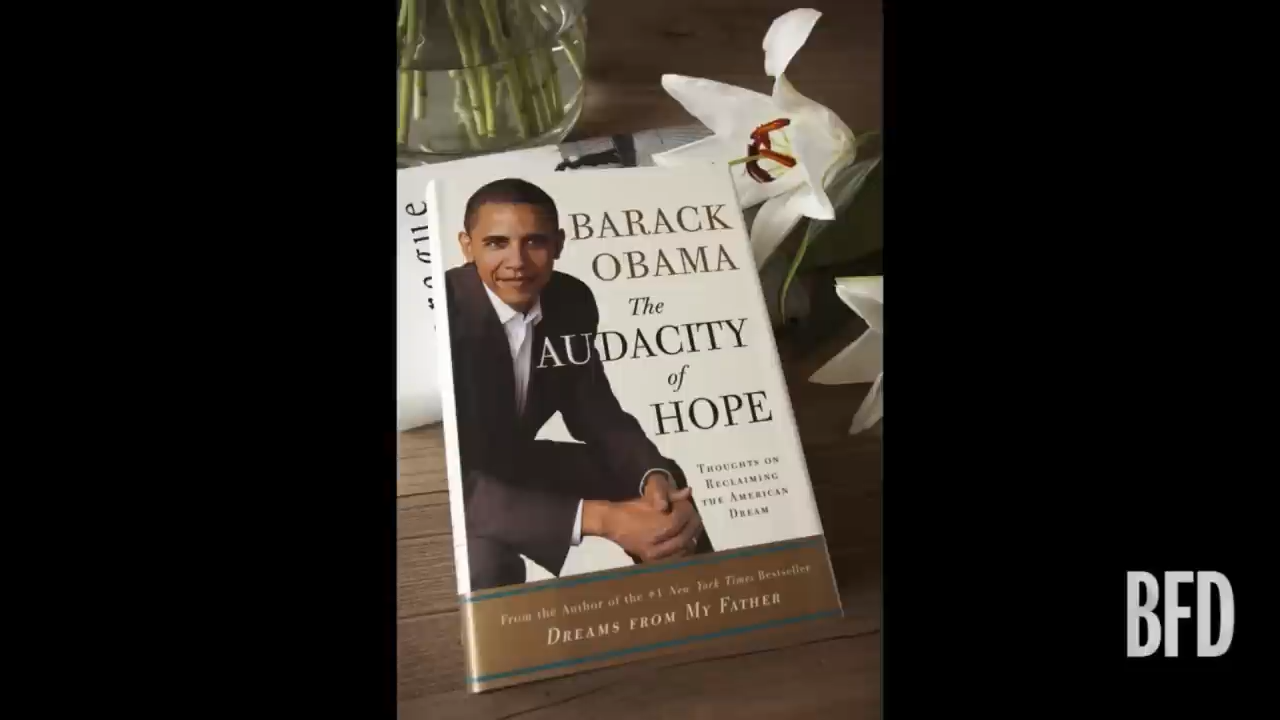 BARACK
OBAMA
The
AUDACITY
of
HOPE
THOUGHTS ON
RECLAIMING
THE AMERICAN
DREAM
From the Author of the #1 New York Times Bestseller
DREAMS FROM MY FATHER
BFD